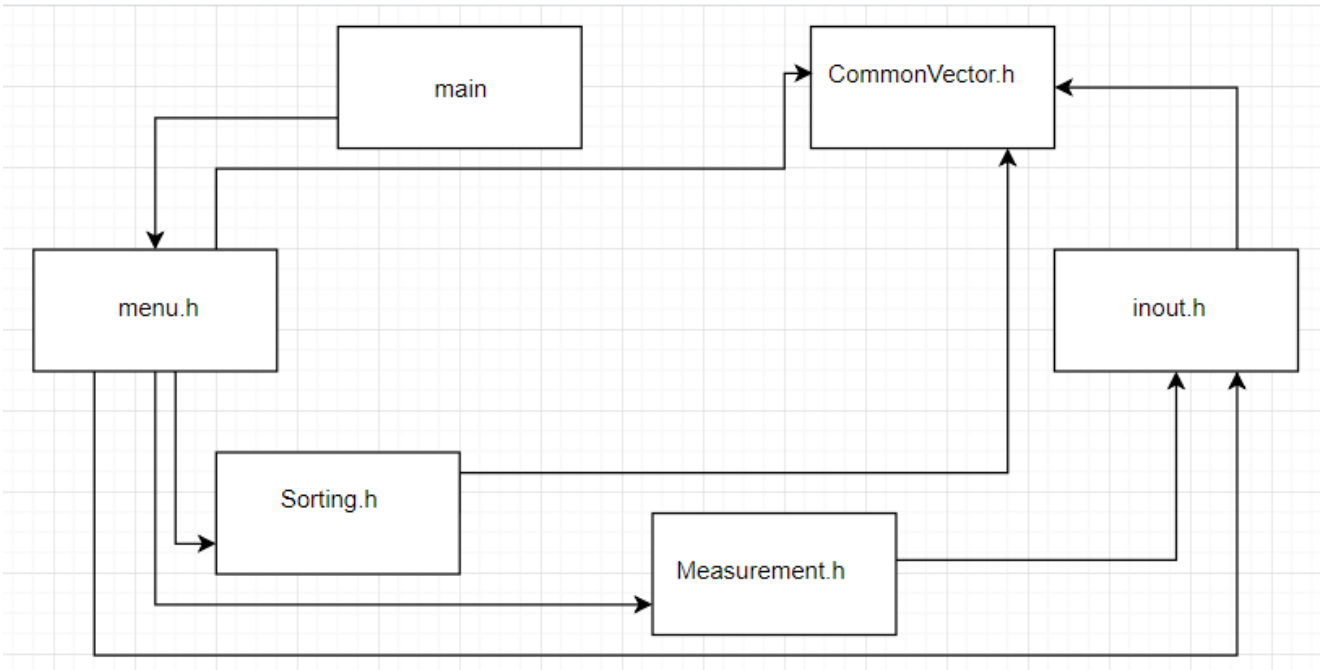 main
CommonVector.h
menu.h
inout.h
Sorting.h
Measurement.h